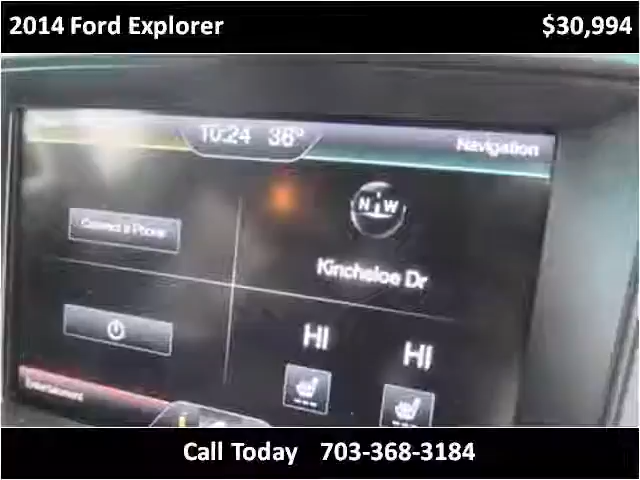 2014 Ford Explorer $30,994
10:24 36°
Navigation
N W
Connect a Phone
Kincheloe Dr
HI HI
Entertainment
Call Today 703-368-3184